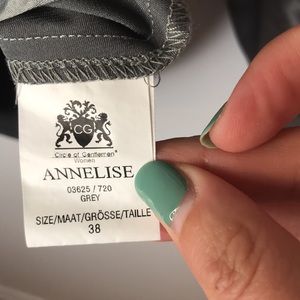 CG
Circle of Gentlemen
Women
ANNELISE
03625 / 720
GREY
SIZE/MAAT/GRÖSSE/TAILLE
38